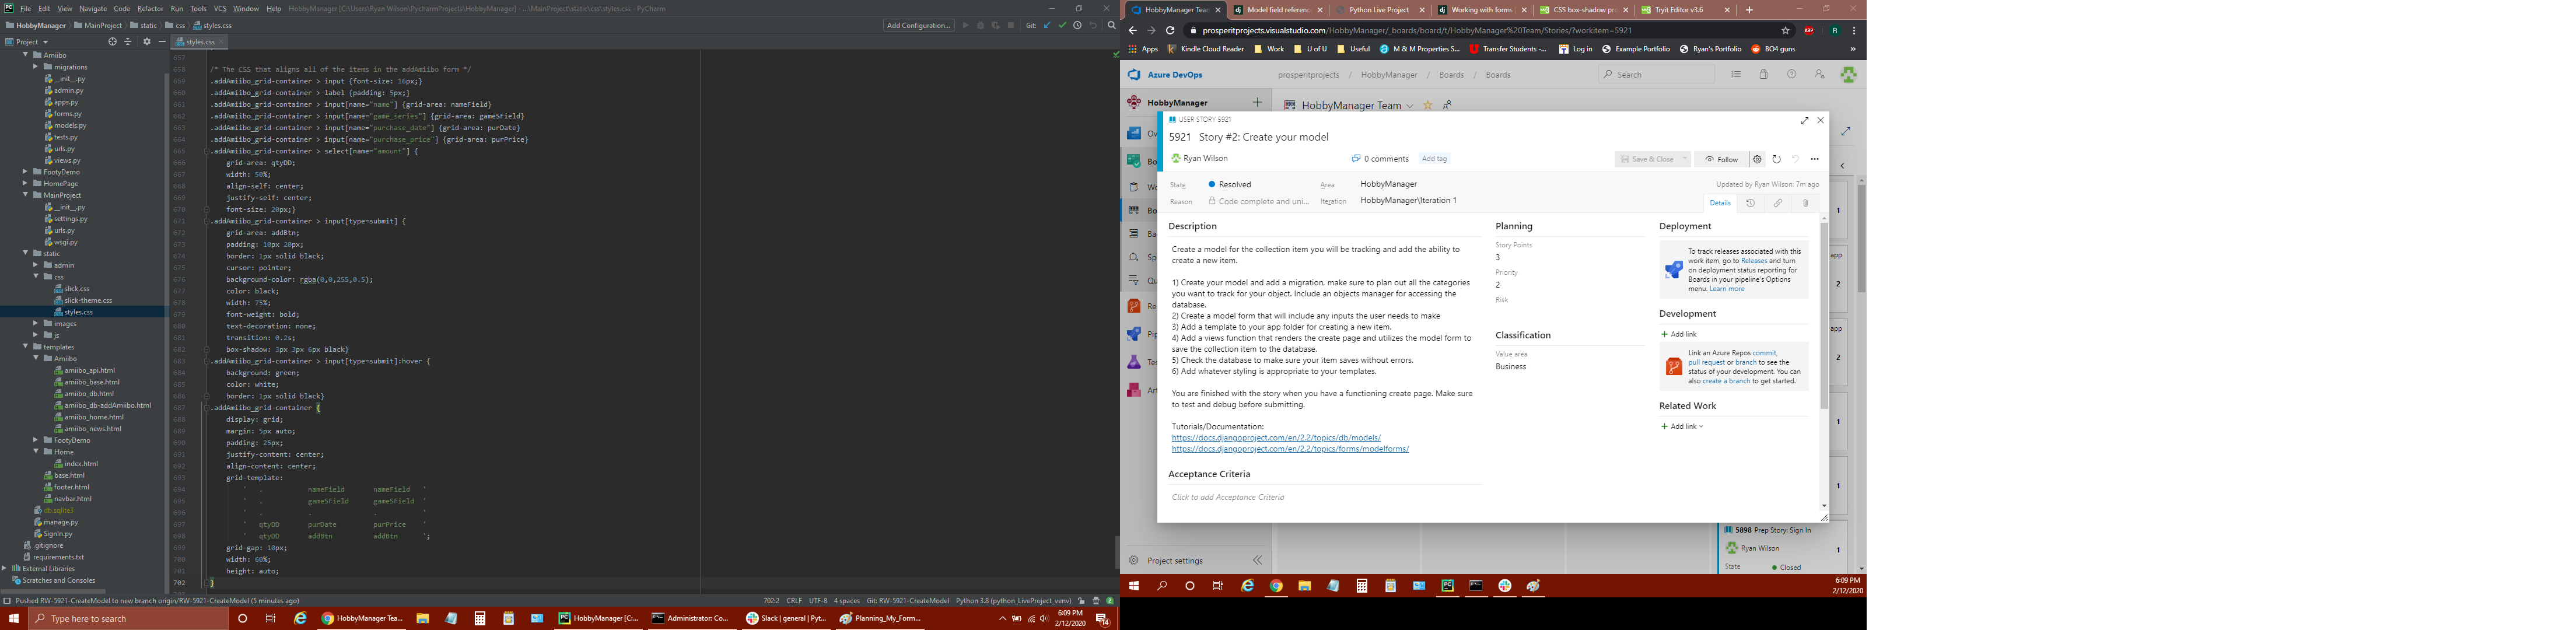 File Edit View Navigate Code Refactor Run Tools VCS Window Help HobbyManager [C:\Users\Ryan Wilson\PycharmProjects\HobbyManager] - ...\MainProject\static\css\styles.css - PyCharm
HobbyManager MainProject static css styles.css
Add Configuration... Git:
Project
styles.css
Amiibo
migrations
__init__.py
admin.py
apps.py
forms.py
models.py
tests.py
urls.py
views.py
FootyDemo
HomePage
MainProject
__init__.py
settings.py
urls.py
wsgi.py
static
admin
css
slick.css
slick-theme.css
styles.css
images
js
templates
Amiibo
amiibo_api.html
amiibo_base.html
amiibo_db.html
amiibo_db-addAmiibo.html
amiibo_home.html
amiibo_news.html
FootyDemo
Home
index.html
base.html
footer.html
navbar.html
db.sqlite3
manage.py
SignIn.py
.gitignore
requirements.txt
External Libraries
Scratches and Consoles
657
658 /* The CSS that aligns all of the items in the addAmiibo form */
659 .addAmiibo_grid-container > input {font-size: 16px;}
660 .addAmiibo_grid-container > label {padding: 5px;}
661 .addAmiibo_grid-container > input[name="name"] {grid-area: nameField}
662 .addAmiibo_grid-container > input[name="game_series"] {grid-area: gameSField}
663 .addAmiibo_grid-container > input[name="purchase_date"] {grid-area: purDate}
664 .addAmiibo_grid-container > input[name="purchase_price"] {grid-area: purPrice}
665 .addAmiibo_grid-container > select[name="amount"] {
666 grid-area: qtyDD;
667 width: 50%;
668 align-self: center;
669 justify-self: center;
670 font-size: 20px;}
671 .addAmiibo_grid-container > input[type=submit] {
672 grid-area: addBtn;
673 padding: 10px 20px;
674 border: 1px solid black;
675 cursor: pointer;
676 background-color: rgba(0,0,255,0.5);
677 color: black;
678 width: 75%;
679 font-weight: bold;
680 text-decoration: none;
681 transition: 0.2s;
682 box-shadow: 3px 3px 6px black}
683 .addAmiibo_grid-container > input[type=submit]:hover {
684 background: green;
685 color: white;
686 border: 1px solid black}
687 .addAmiibo_grid-container {
688 display: grid;
689 margin: 5px auto;
690 padding: 25px;
691 justify-content: center;
692 align-content: center;
693 grid-template:
694 ' . nameField nameField '
695 ' . gameSField gameSField '
696 ' . . . '
697 ' qtyDD purDate purPrice '
698 ' qtyDD addBtn addBtn ';
699 grid-gap: 10px;
700 width: 60%;
701 height: auto;
702 }
Pushed RW-5921-CreateModel to new branch origin/RW-5921-CreateModel (5 minutes ago) 702:2 CRLF UTF-8 4 spaces Git: RW-5921-CreateModel Python 3.8 (python_LiveProject_venv)
Type here to search HobbyManager Tea... HobbyManager [C:... Administrator: Co... Slack | general | Pyt... Planning_My_Form... 6:09 PM
2/12/2020
14
HobbyManager Team Model field reference Python Live Project Working with forms CSS box-shadow pro Tryit Editor v3.6
prosperitprojects.visualstudio.com/HobbyManager/_boards/board/t/HobbyManager%20Team/Stories/?workitem=5921
ABP R
Apps Kindle Cloud Reader Work U of U Useful M & M Properties S... Transfer Students -... Log in Example Portfolio Ryan's Portfolio BO4 guns »
Azure DevOps prosperitprojects / HobbyManager / Boards / Boards Search
HobbyManager HobbyManager Team
USER STORY 5921
5921 Story #2: Create your model
Ryan Wilson 0 comments Add tag Save & Close Follow
State Resolved Area HobbyManager Updated by Ryan Wilson: 7m ago
Reason Code complete and uni... Iteration HobbyManager\Iteration 1 Details
Description
Create a model for the collection item you will be tracking and add the ability to
create a new item.
1) Create your model and add a migration, make sure to plan out all the categories
you want to track for your object. Include an objects manager for accessing the
database.
2) Create a model form that will include any inputs the user needs to make
3) Add a template to your app folder for creating a new item.
4) Add a views function that renders the create page and utilizes the model form to
save the collection item to the database.
5) Check the database to make sure your item saves without errors.
6) Add whatever styling is appropriate to your templates.
You are finished with the story when you have a functioning create page. Make sure
to test and debug before submitting.
Tutorials/Documentation:
https://docs.djangoproject.com/en/2.2/topics/db/models/
https://docs.djangoproject.com/en/2.2/topics/forms/modelforms/
Acceptance Criteria
Click to add Acceptance Criteria
Planning
Story Points
3
Priority
2
Risk
Classification
Value area
Business
Deployment
To track releases associated with this
work item, go to Releases and turn
on deployment status reporting for
Boards in your pipeline's Options
menu. Learn more
Development
Add link
Link an Azure Repos commit,
pull request or branch to see the
status of your development. You can
also create a branch to get started.
Related Work
Add link
1
app
2
app
2
1
1
5898 Prep Story: Sign In
Ryan Wilson 1
State Closed
Project settings
6:09 PM
2/12/2020